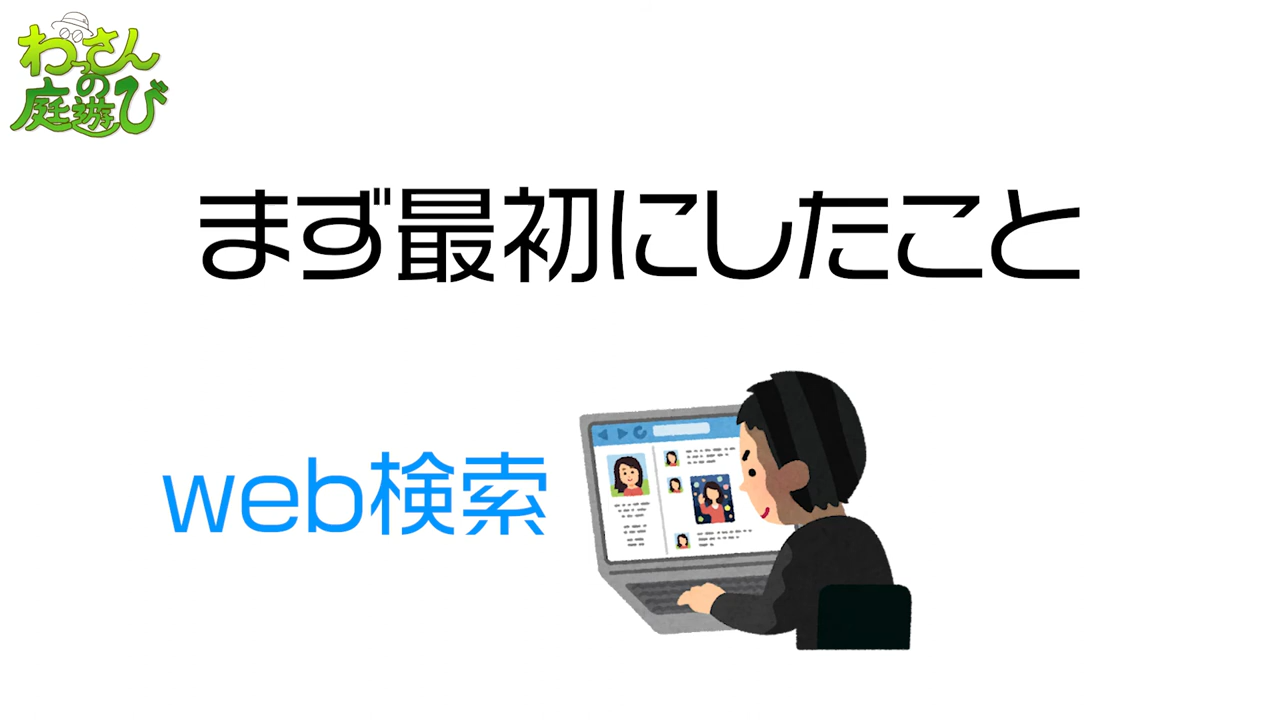 わっさん
の
庭遊び
まず最初にしたこと
web検索